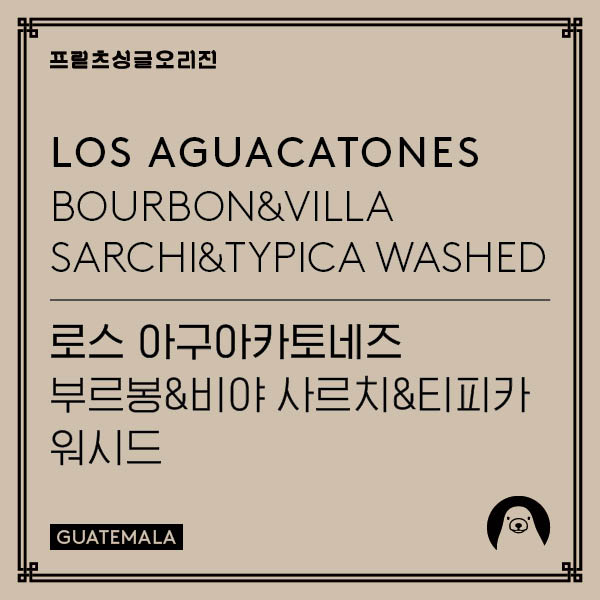 프릳츠싱글오리진
LOS AGUACATONES
BOURBON&VILLA
SARCHI&TYPICA WASHED
로스 아구아카토네즈
부르봉&비야 사르치&티피카
워시드
GUATEMALA